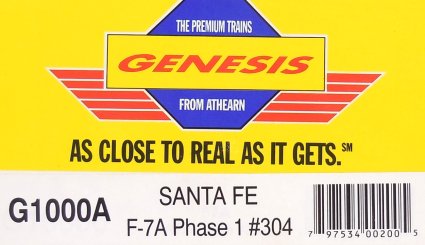 THE PREMIUM TRAINS
GENESIS
FROM ATHEARN
AS CLOSE TO REAL AS IT GETS.℠
G1000A
SANTA FE
F-7A Phase 1 #304
7 97534 00200 5